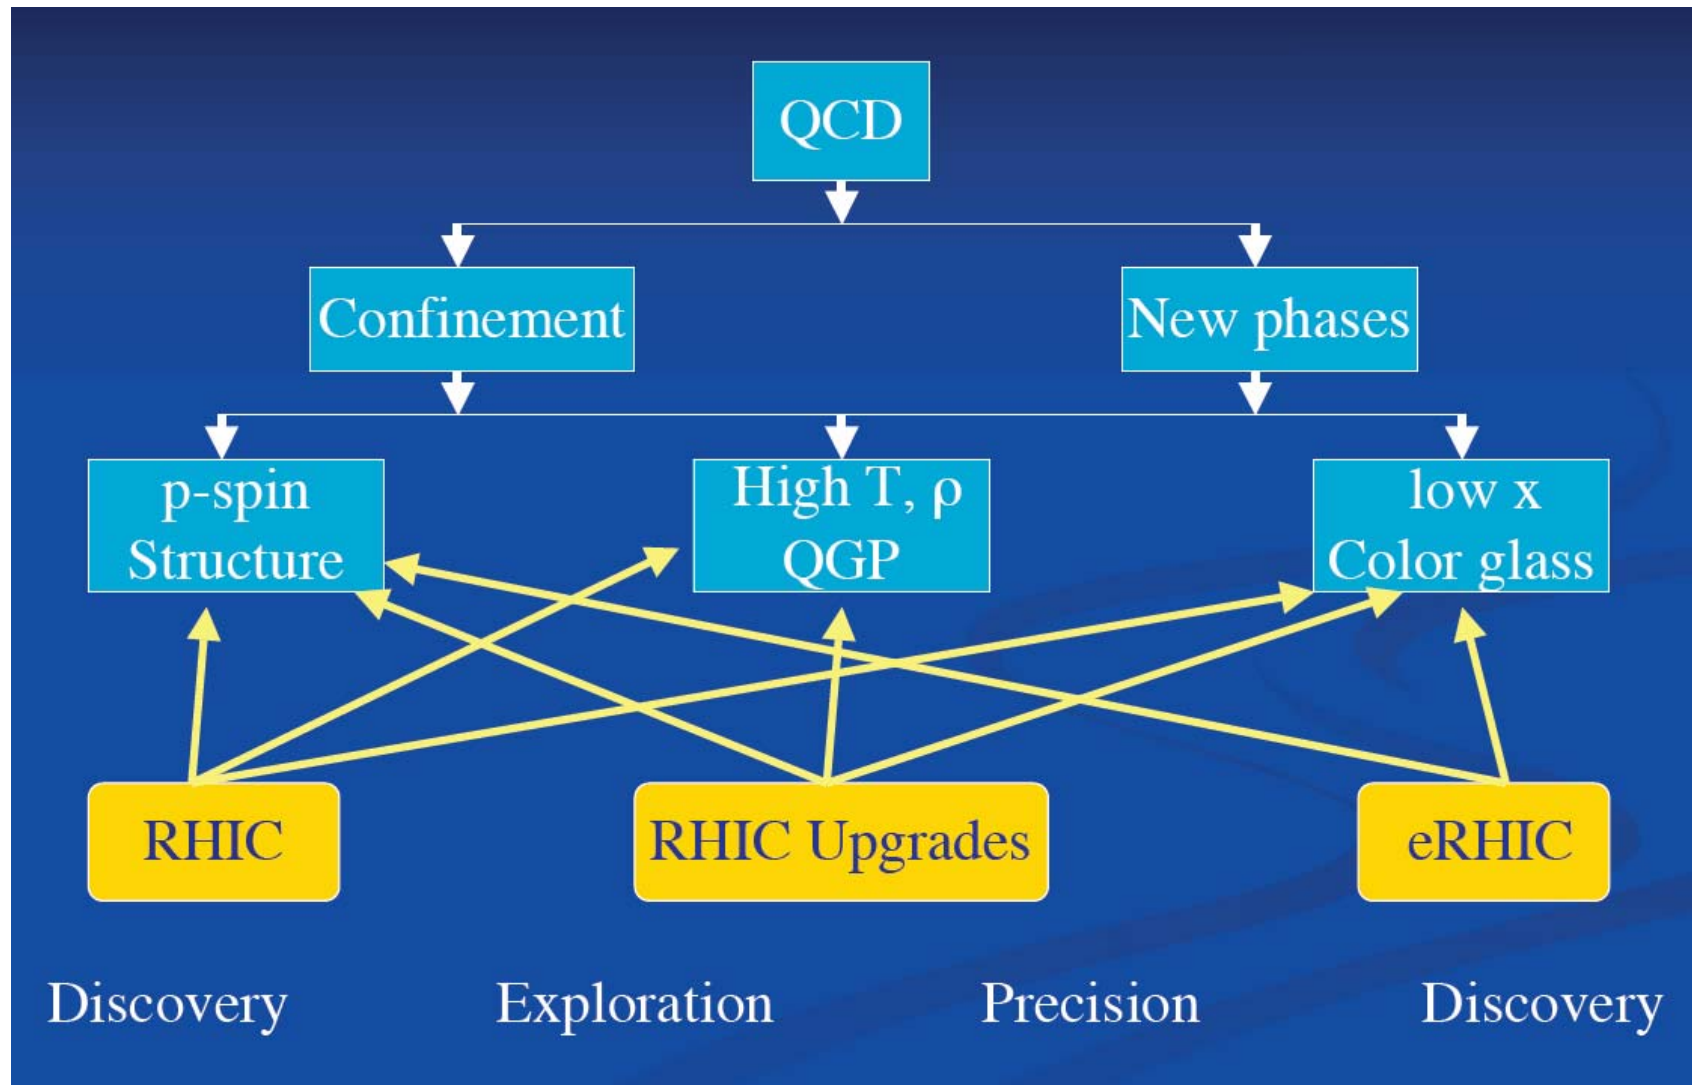 QCD
Confinement
New phases
p-spin
Structure
High T, ρ
QGP
low x
Color glass
RHIC
RHIC Upgrades
eRHIC
Discovery
Exploration
Precision
Discovery